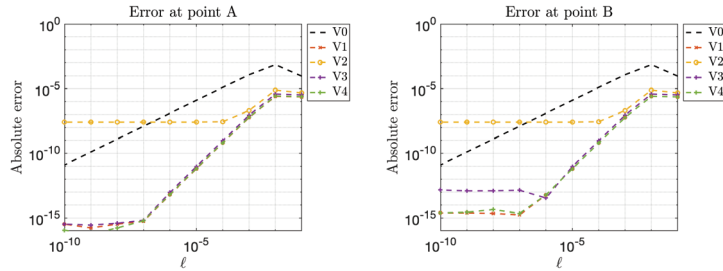 Error at point A
Absolute error
10^0
10^-5
10^-10
10^-15
10^-10
10^-5
ℓ
V0
V1
V2
V3
V4
Error at point B
Absolute error
10^0
10^-5
10^-10
10^-15
10^-10
10^-5
ℓ
V0
V1
V2
V3
V4